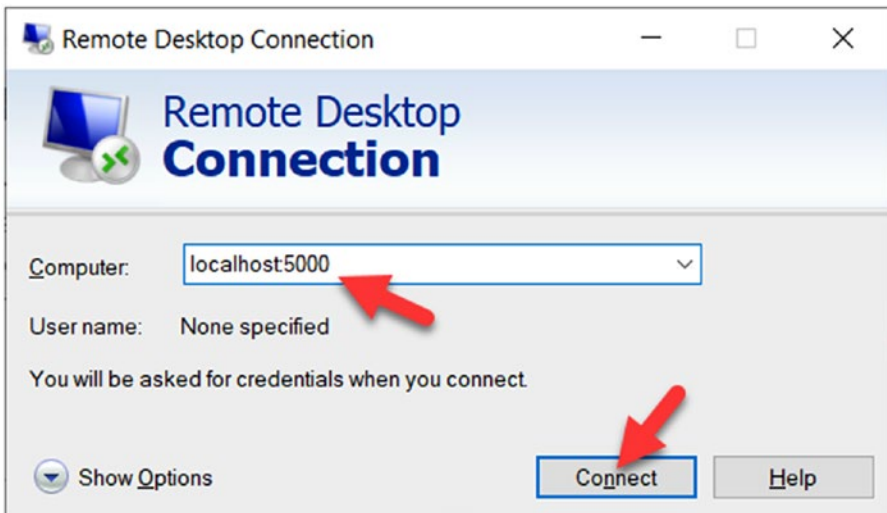 Remote Desktop Connection
Remote Desktop
Connection
Computer: localhost:5000
User name: None specified
You will be asked for credentials when you connect.
Show Options Connect Help